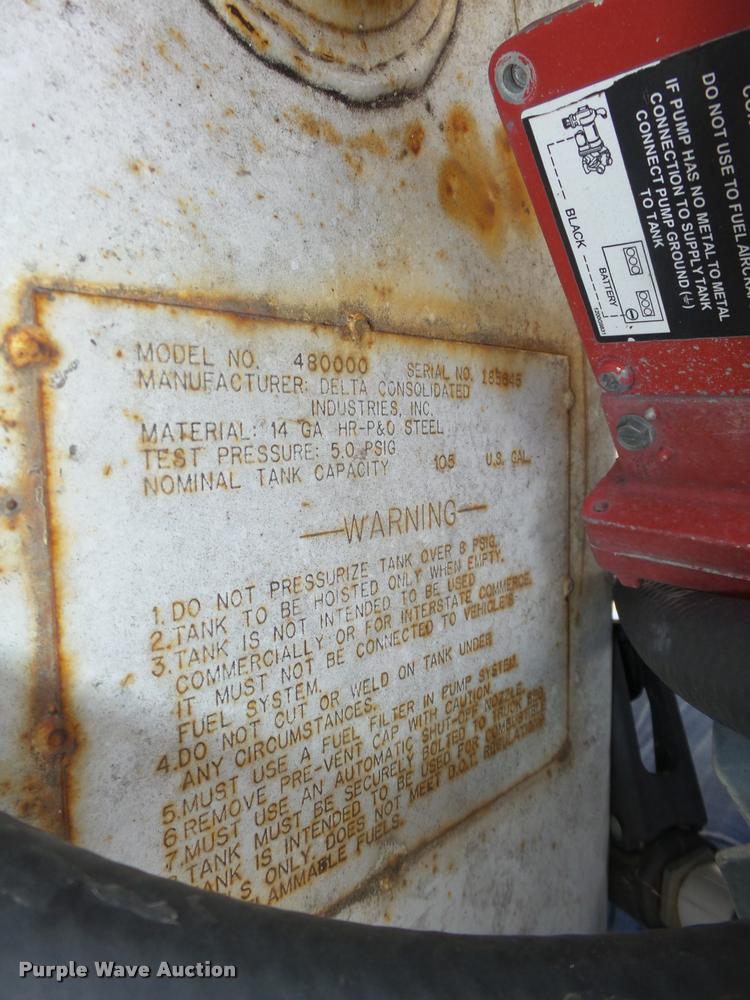 MODEL NO. 480000 SERIAL NO. 185845
MANUFACTURER: DELTA CONSOLIDATED
INDUSTRIES, INC.
MATERIAL: 14 GA HR-P&O STEEL
TEST PRESSURE: 5.0 PSIG
NOMINAL TANK CAPACITY 105 U.S. GAL.
WARNING
1. DO NOT PRESSURIZE TANK OVER 8 PSIG.
2. TANK TO BE HOISTED ONLY WHEN EMPTY.
3. TANK IS NOT INTENDED TO BE USED
COMMERCIALLY OR FOR INTERSTATE COMMERCE.
IT MUST NOT BE CONNECTED TO VEHICLE'S
FUEL SYSTEM.
4. DO NOT CUT OR WELD ON TANK UNDER
ANY CIRCUMSTANCES.
5. MUST USE A FUEL FILTER IN PUMP SYSTEM.
6 REMOVE PRE-VENT CAP WITH CAUTION.
7. MUST USE AN AUTOMATIC SHUT-OFF NOZZLE.
TANK MUST BE SECURELY BOLTED TO TRUCK BED
ANK IS INTENDED TO BE USED FOR COMBUSTIBLE
S ONLY. DOES NOT MEET D.O.T. REGULATIONS
LAMMABLE FUELS.
DO NOT USE TO FUEL AIR
IF PUMP HAS NO METAL TO METAL
CONNECTION TO SUPPLY TANK
CONNECT PUMP GROUND (⏚)
TO TANK
BLACK
BATTERY
Purple Wave Auction